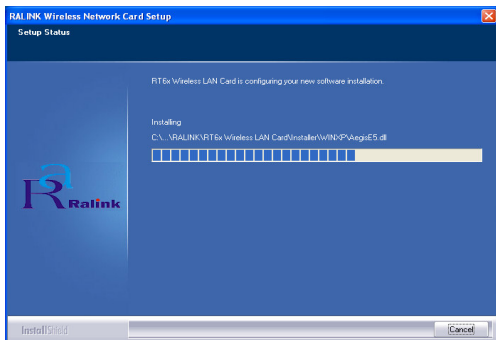 RALINK Wireless Network Card Setup
Setup Status
RT6x Wireless LAN Card is configuring your new software installation.
Installing
C:\...\RALINK\RT6x Wireless LAN Card\Installer\WINXP\AegisE5.dll
Ralink
InstallShield
Cancel